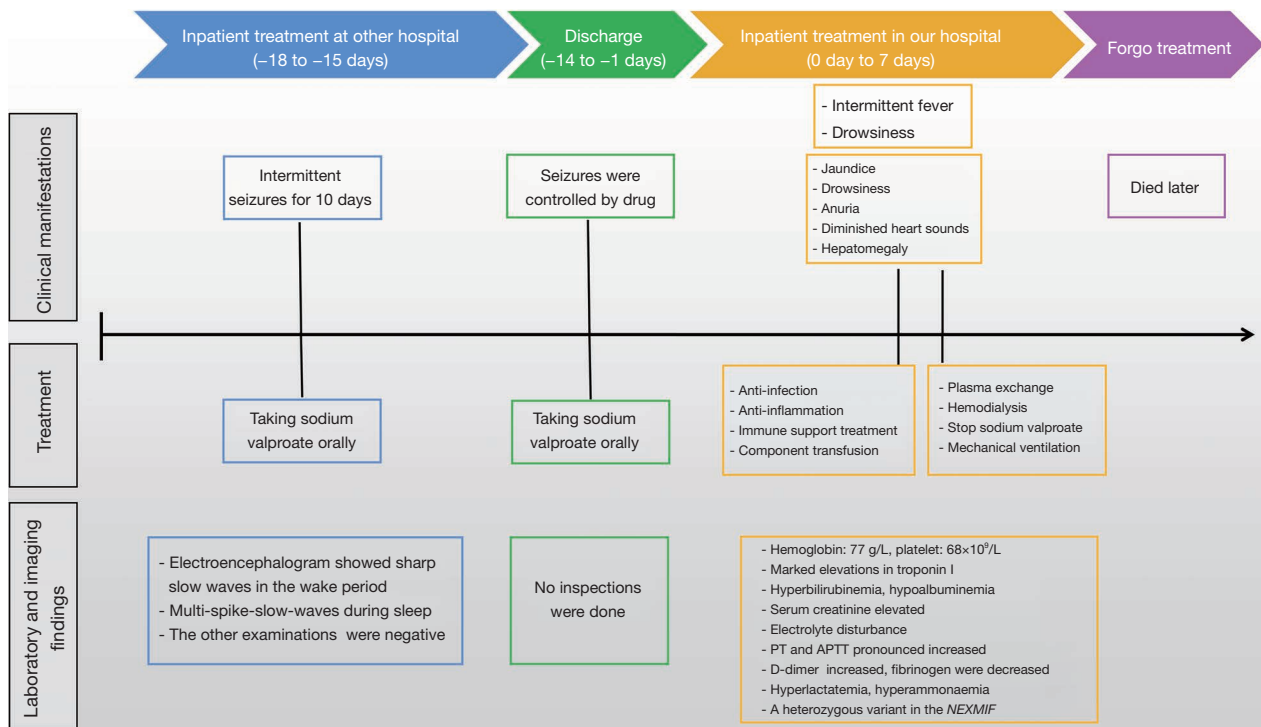 Inpatient treatment at other hospital
(−18 to −15 days)
Discharge
(−14 to −1 days)
Inpatient treatment in our hospital
(0 day to 7 days)
Forgo treatment
Clinical manifestations
Intermittent
seizures for 10 days
Seizures were
controlled by drug
- Intermittent fever
- Drowsiness
- Jaundice
- Drowsiness
- Anuria
- Diminished heart sounds
- Hepatomegaly
Died later
Treatment
Taking sodium
valproate orally
Taking sodium
valproate orally
- Anti-infection
- Anti-inflammation
- Immune support treatment
- Component transfusion
- Plasma exchange
- Hemodialysis
- Stop sodium valproate
- Mechanical ventilation
Laboratory and imaging
findings
- Electroencephalogram showed sharp
slow waves in the wake period
- Multi-spike-slow-waves during sleep
- The other examinations were negative
No inspections
were done
- Hemoglobin: 77 g/L, platelet: 68×10⁹/L
- Marked elevations in troponin I
- Hyperbilirubinemia, hypoalbuminemia
- Serum creatinine elevated
- Electrolyte disturbance
- PT and APTT pronounced increased
- D-dimer increased, fibrinogen were decreased
- Hyperlactatemia, hyperammonaemia
- A heterozygous variant in the NEXMIF